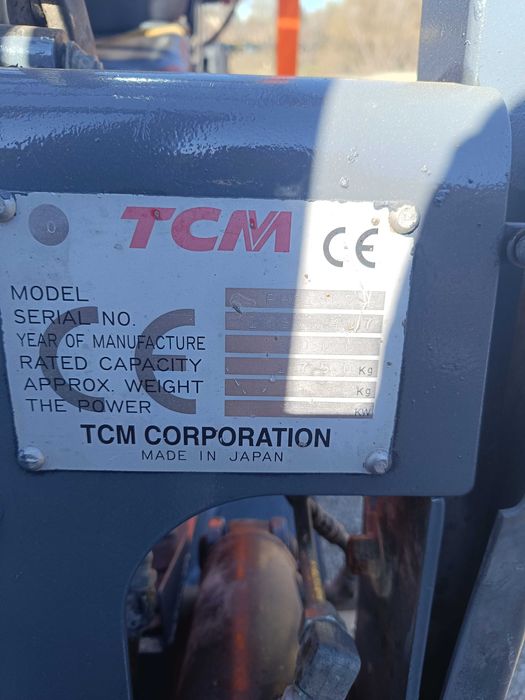 TCM CE
MODEL
SERIAL NO.
YEAR OF MANUFACTURE
RATED CAPACITY Kg
APPROX. WEIGHT Kg
THE POWER KW
CE
TCM CORPORATION
MADE IN JAPAN